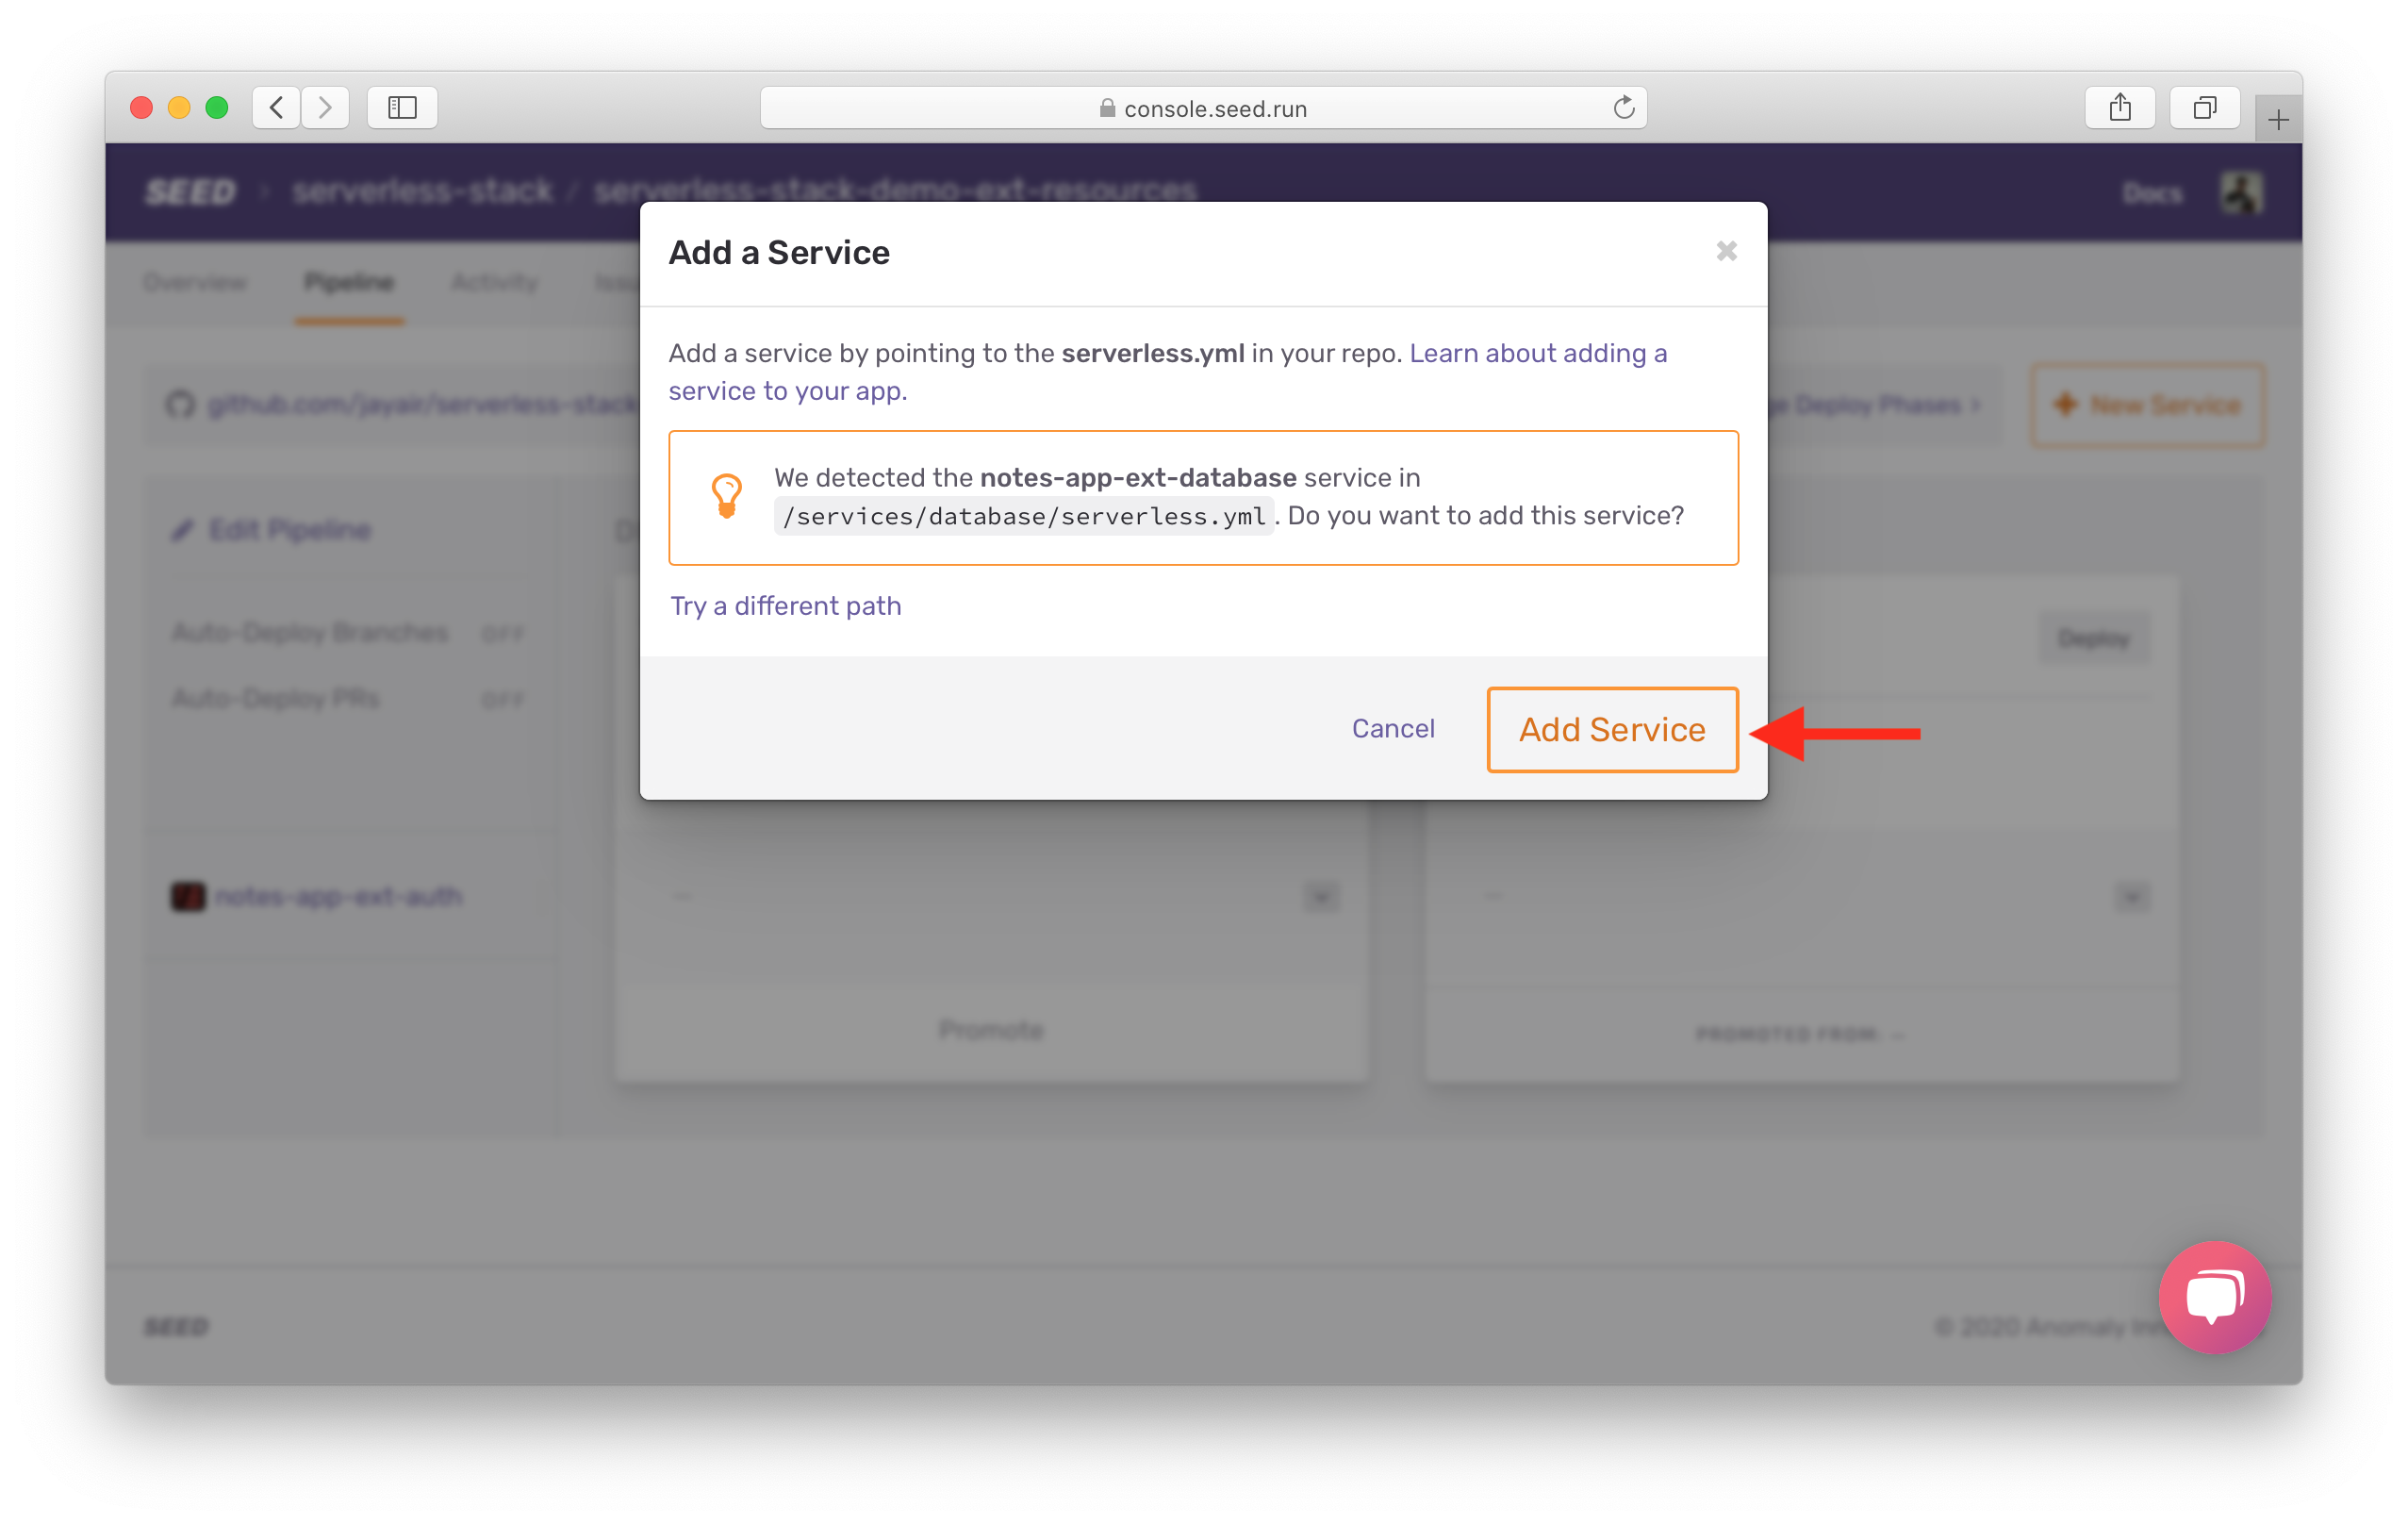 console.seed.run
SEED › serverless-stack / serverless-stack-demo-ext-resources
Docs
Add a Service
Overview
Pipeline
Activity
Add a service by pointing to the serverless.yml in your repo. Learn about adding a
service to your app.
github.com/jayair/serverless-stack
Deploy Phases ›
New Service
We detected the notes-app-ext-database service in
/services/database/serverless.yml. Do you want to add this service?
Edit Pipeline
Try a different path
Auto-Deploy Branches OFF
Deploy
Auto-Deploy PRs OFF
Cancel
Add Service
notes-app-ext-auth
Promote
PROMOTED FROM: —
SEED
© 2020 Anomaly